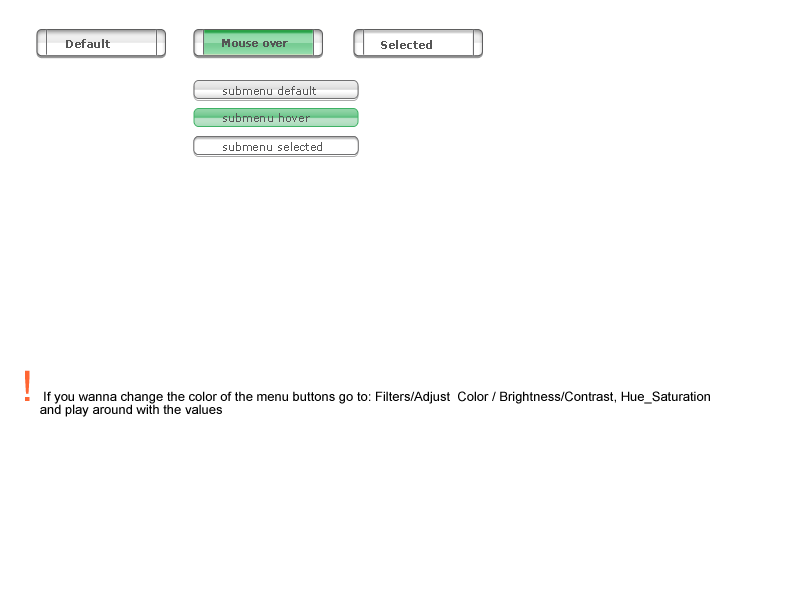 Default
Mouse over
Selected
submenu default
submenu hover
submenu selected
!
If you wanna change the color of the menu buttons go to: Filters/Adjust Color / Brightness/Contrast, Hue_Saturation
and play around with the values